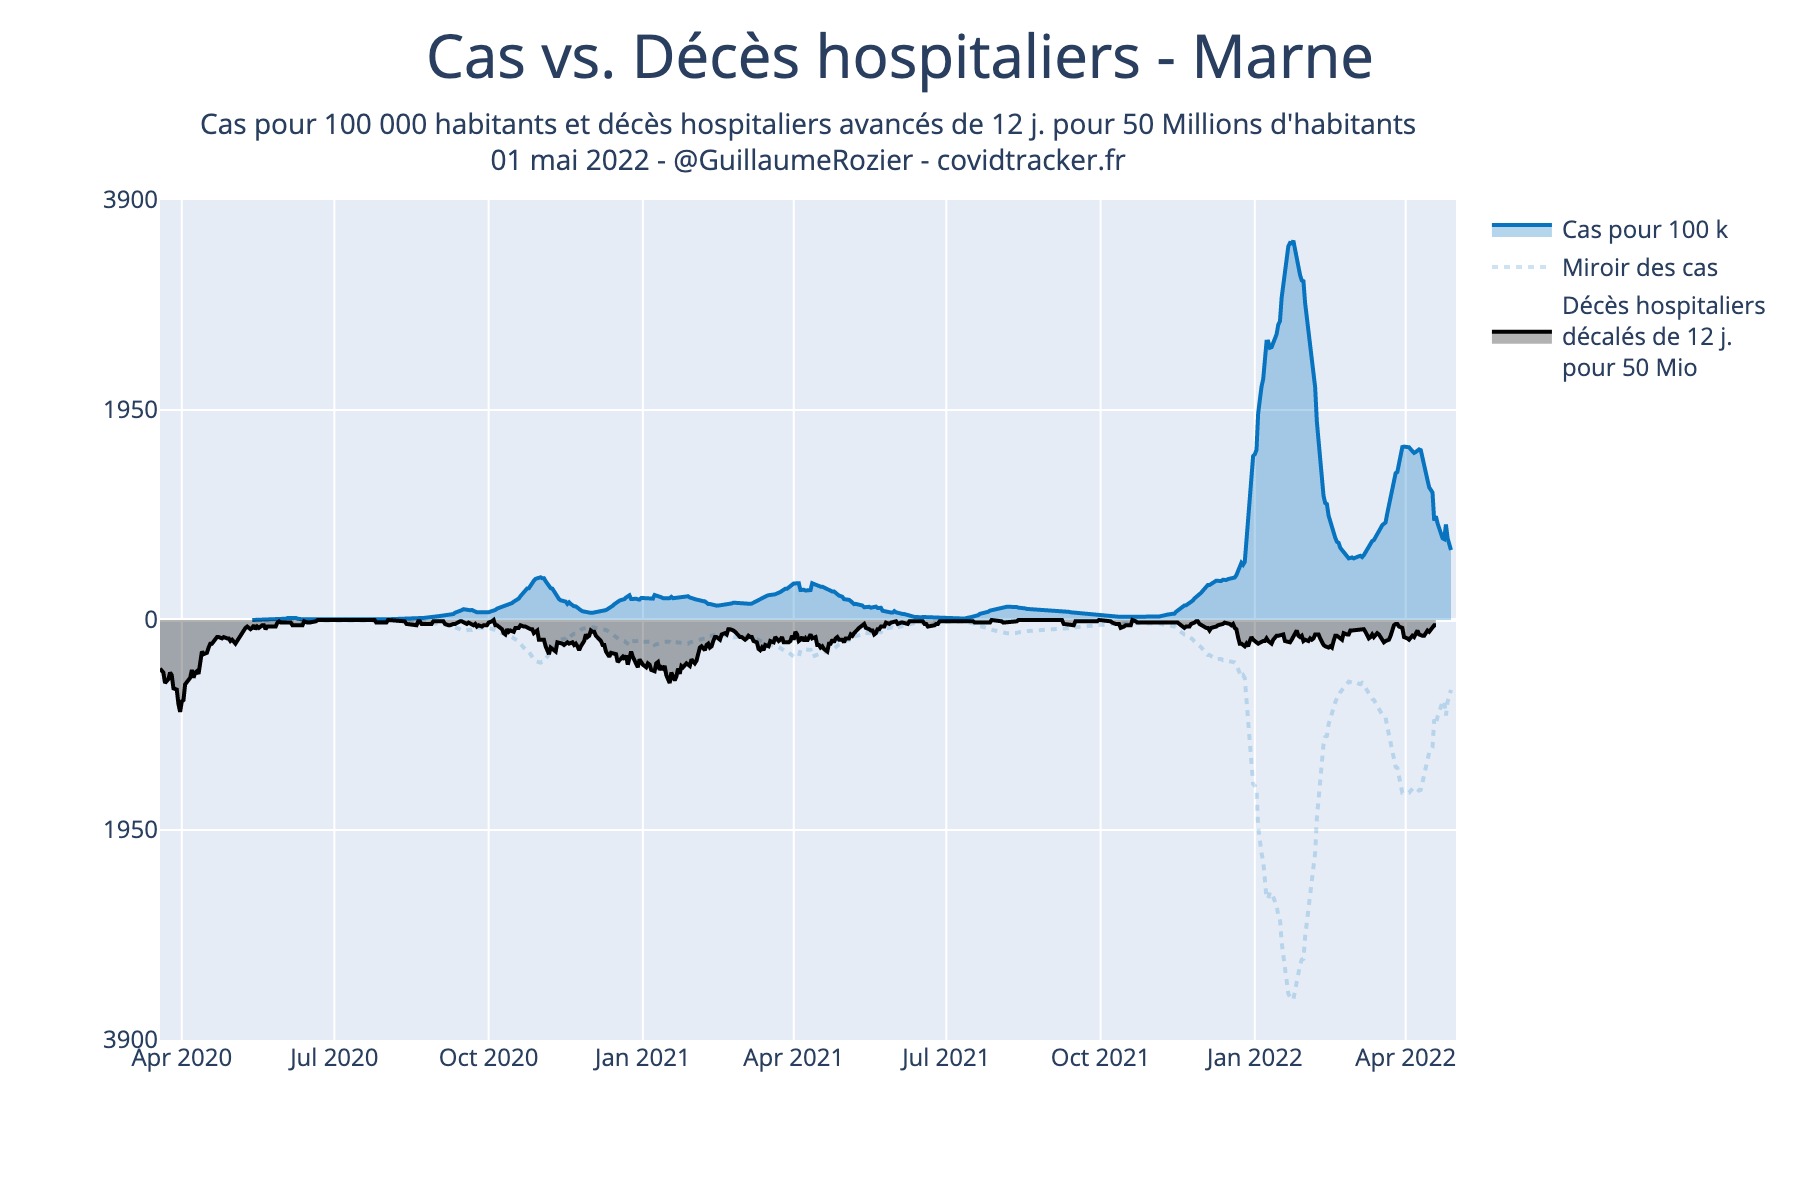 Cas vs. Décès hospitaliers - Marne
Cas pour 100 000 habitants et décès hospitaliers avancés de 12 j. pour 50 Millions d'habitants
01 mai 2022 - @GuillaumeRozier - covidtracker.fr
3900
1950
0
1950
3900
Apr 2020
Jul 2020
Oct 2020
Jan 2021
Apr 2021
Jul 2021
Oct 2021
Jan 2022
Apr 2022
Cas pour 100 k
Miroir des cas
Décès hospitaliers
décalés de 12 j.
pour 50 Mio